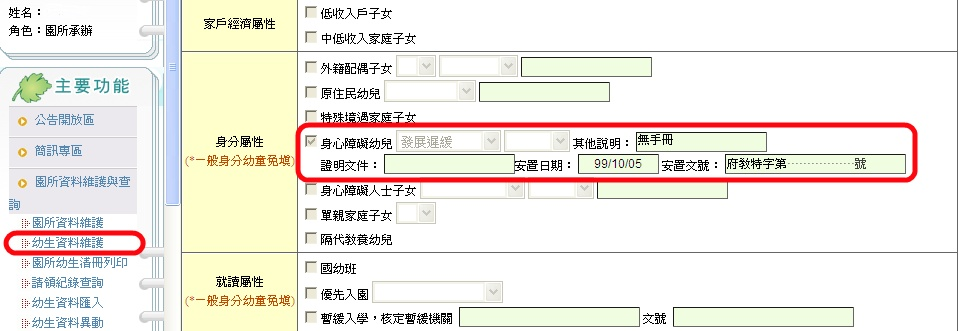 姓名：
角色：園所承辦
主要功能
公告開放區
簡訊專區
園所資料維護與查
詢
園所資料維護
幼生資料維護
園所幼生清冊列印
請領紀錄查詢
幼生資料匯入
幼生資料異動
家戶經濟屬性
低收入戶子女
中低收入家庭子女
身分屬性
(*一般身分幼童免填)
外籍配偶子女
原住民幼兒
特殊境遇家庭子女
身心障礙幼兒 發展遲緩 其他說明：無手冊
證明文件： 安置日期： 99/10/05 安置文號： 府教特字第················號
身心障礙人士子女
單親家庭子女
隔代教養幼兒
就讀屬性
(*一般身分幼童免填)
國幼班
優先入園
暫緩入學，核定暫緩機關 文號